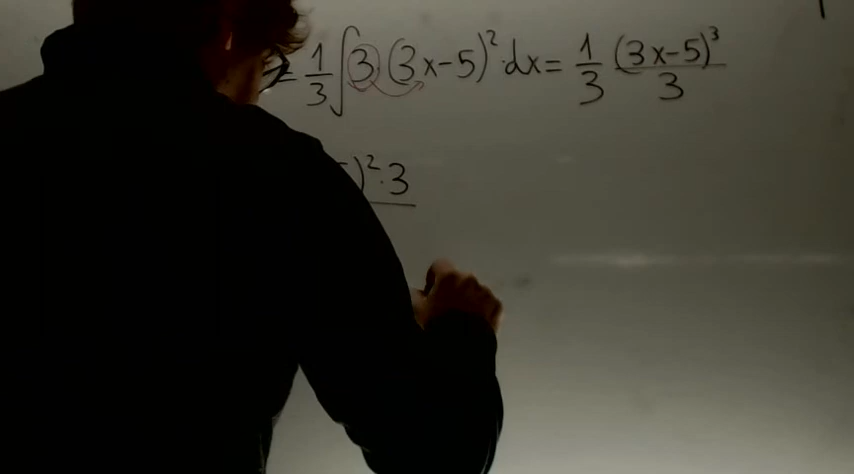 = 1/3 ∫ 3 (3x-5)² · dx = 1/3 (3x-5)³/3
)² · 3